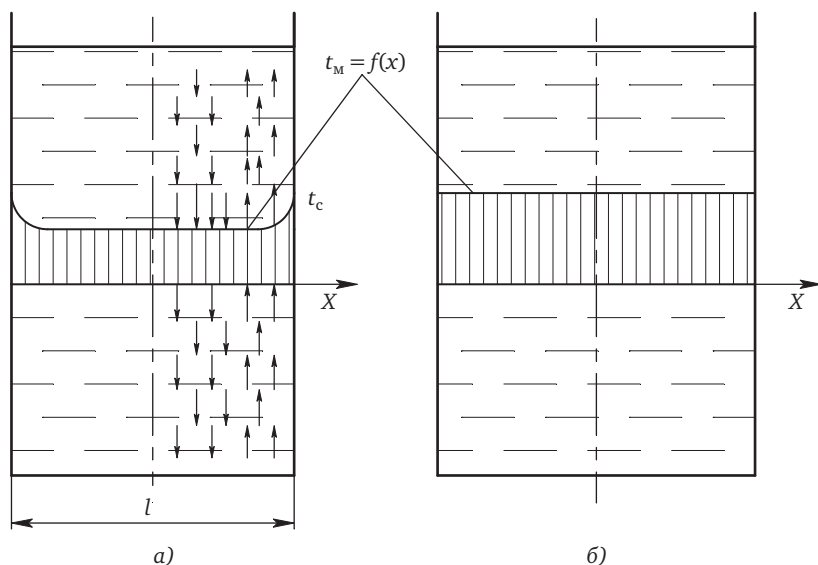 tм = f(x)
tс
X
X
l
а)
б)